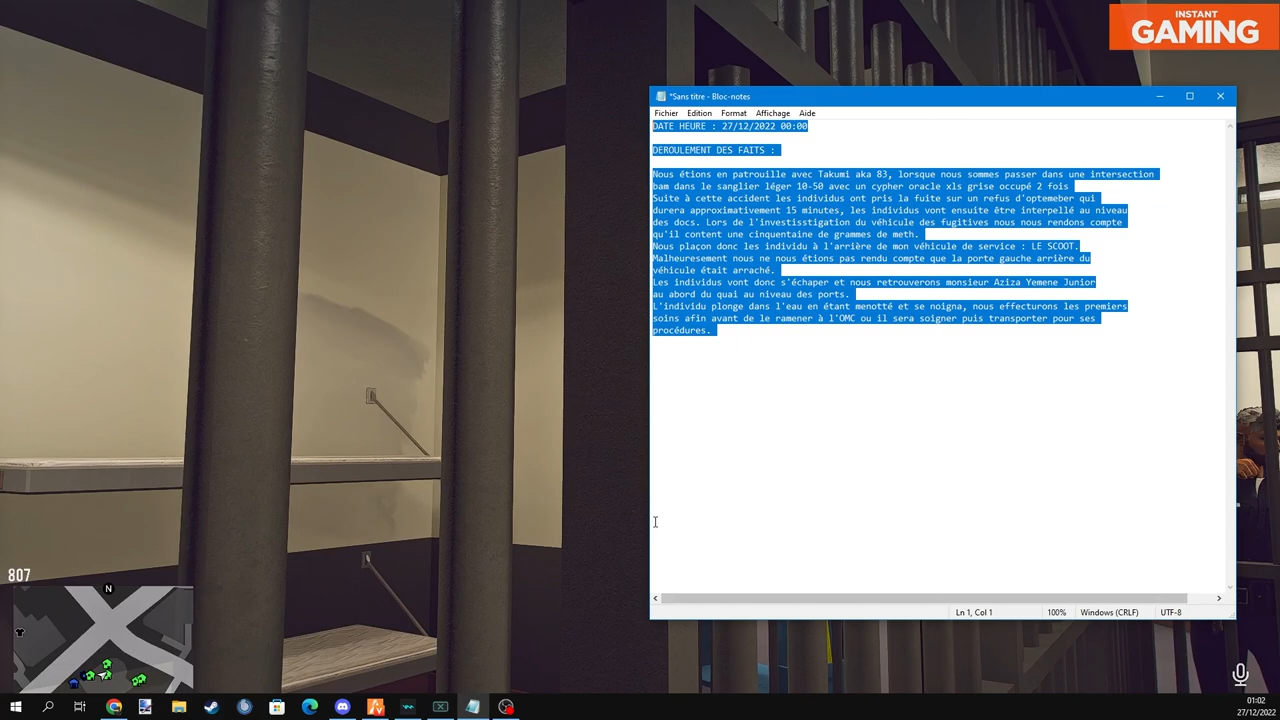 INSTANT
GAMING
*Sans titre - Bloc-notes
Fichier Edition Format Affichage Aide
DATE HEURE : 27/12/2022 00:00
DEROULEMENT DES FAITS :
Nous étions en patrouille avec Takumi aka 83, lorsque nous sommes passer dans une intersection
bam dans le sanglier léger 10-50 avec un cypher oracle xls grise occupé 2 fois
Suite à cette accident les individus ont pris la fuite sur un refus d'optemeber qui
durera approximativement 15 minutes, les individus vont ensuite être interpellé au niveau
des docs. Lors de l'investisstigation du véhicule des fugitives nous nous rendons compte
qu'il content une cinquentaine de grammes de meth.
Nous plaçon donc les individu à l'arrière de mon véhicule de service : LE SCOOT.
Malheuresement nous ne nous étions pas rendu compte que la porte gauche arrière du
véhicule était arraché.
Les individus vont donc s'échaper et nous retrouverons monsieur Aziza Yemene Junior
au abord du quai au niveau des ports.
L'individu plonge dans l'eau en étant menotté et se noigna, nous effecturons les premiers
soins afin avant de le ramener à l'OMC ou il sera soigner puis transporter pour ses
procédures.
Ln 1, Col 1 100% Windows (CRLF) UTF-8
807
N
01:02
27/12/2022